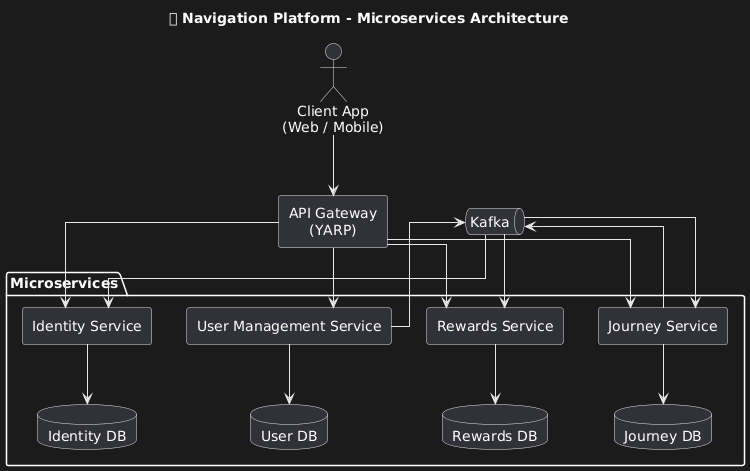 Navigation Platform - Microservices Architecture
Client App
(Web / Mobile)
API Gateway
(YARP)
Kafka
Microservices
Identity Service
User Management Service
Rewards Service
Journey Service
Identity DB
User DB
Rewards DB
Journey DB